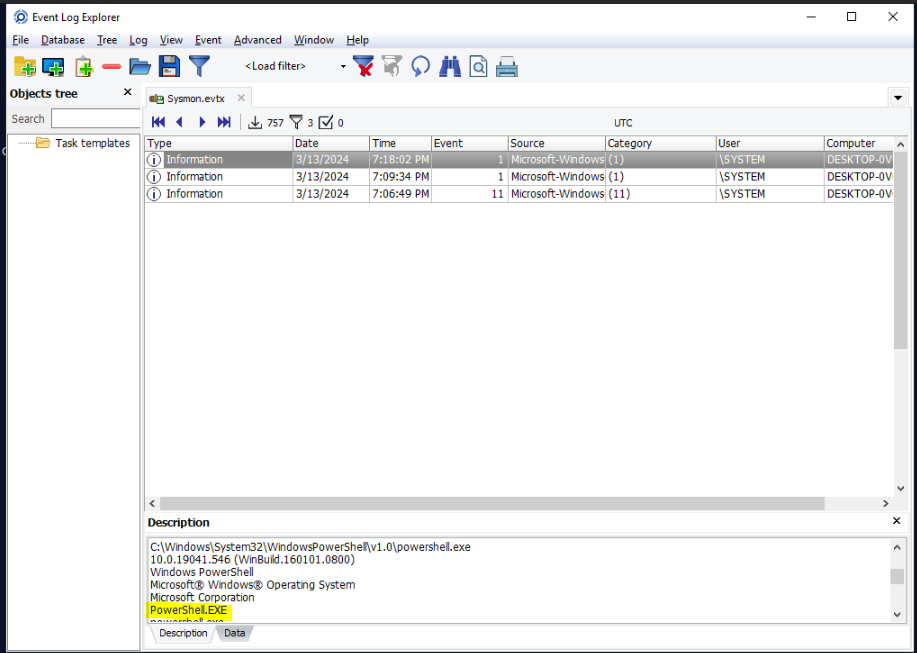 Event Log Explorer
File Database Tree Log View Event Advanced Window Help
<Load filter>
Objects tree
Sysmon.evtx
Search
757 3 0 UTC
Task templates
Type Date Time Event Source Category User Computer
Information 3/13/2024 7:18:02 PM 1 Microsoft-Windows (1) \SYSTEM DESKTOP-0V
Information 3/13/2024 7:09:34 PM 1 Microsoft-Windows (1) \SYSTEM DESKTOP-0V
Information 3/13/2024 7:06:49 PM 11 Microsoft-Windows (11) \SYSTEM DESKTOP-0V
Description
C:\Windows\System32\WindowsPowerShell\v1.0\powershell.exe
10.0.19041.546 (WinBuild.160101.0800)
Windows PowerShell
Microsoft® Windows® Operating System
Microsoft Corporation
PowerShell.EXE
powershell.exe
Description Data